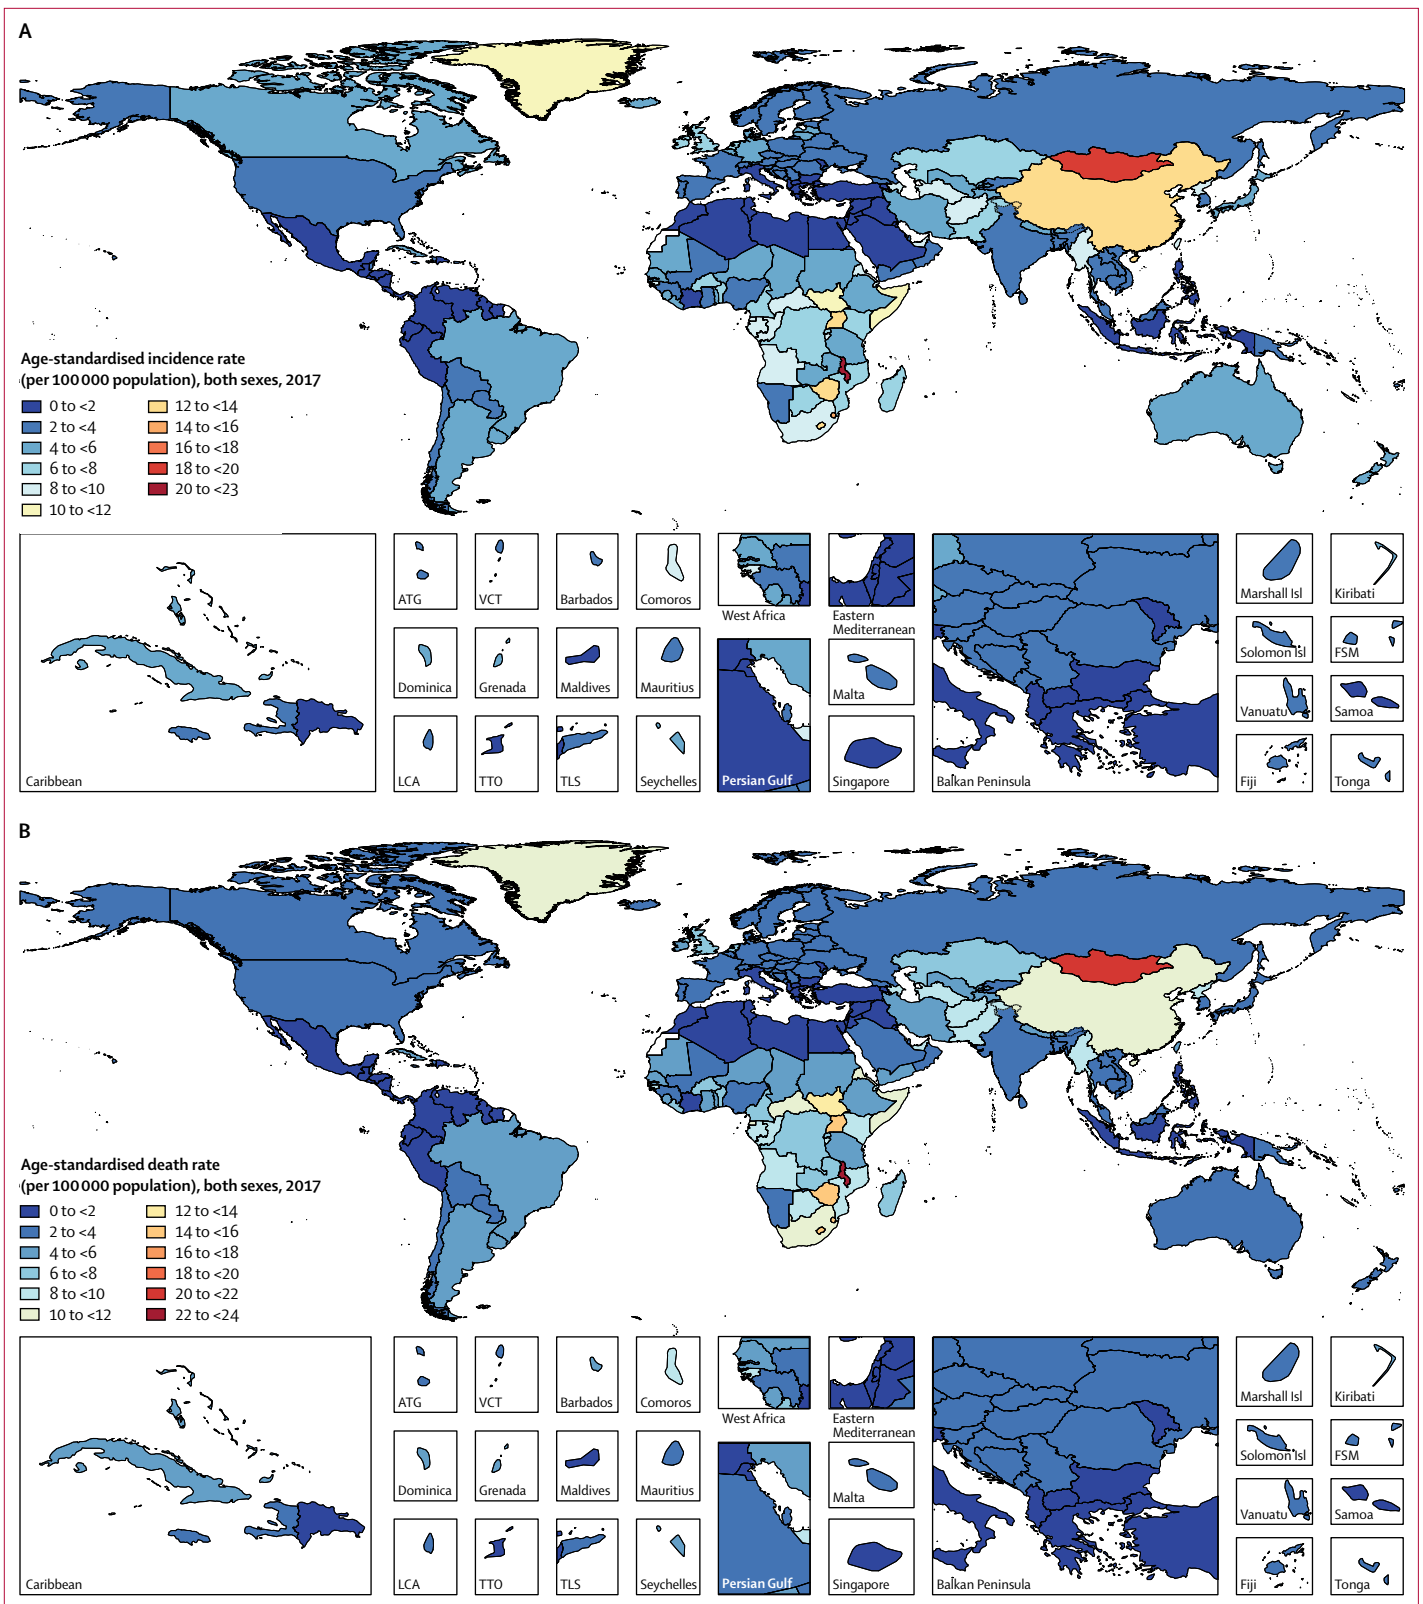 A
Age-standardised incidence rate
(per 100 000 population), both sexes, 2017
0 to <2
2 to <4
4 to <6
6 to <8
8 to <10
10 to <12
12 to <14
14 to <16
16 to <18
18 to <20
20 to <23
Caribbean
ATG
VCT
Barbados
Comoros
Dominica
Grenada
Maldives
Mauritius
LCA
TTO
TLS
Seychelles
West Africa
Eastern
Mediterranean
Persian Gulf
Malta
Singapore
Balkan Peninsula
Marshall Isl
Kiribati
Solomon Isl
FSM
Vanuatu
Samoa
Fiji
Tonga
B
Age-standardised death rate
(per 100 000 population), both sexes, 2017
0 to <2
2 to <4
4 to <6
6 to <8
8 to <10
10 to <12
12 to <14
14 to <16
16 to <18
18 to <20
20 to <22
22 to <24
Caribbean
ATG
VCT
Barbados
Comoros
Dominica
Grenada
Maldives
Mauritius
LCA
TTO
TLS
Seychelles
West Africa
Eastern
Mediterranean
Persian Gulf
Malta
Singapore
Balkan Peninsula
Marshall Isl
Kiribati
Solomon Isl
FSM
Vanuatu
Samoa
Fiji
Tonga